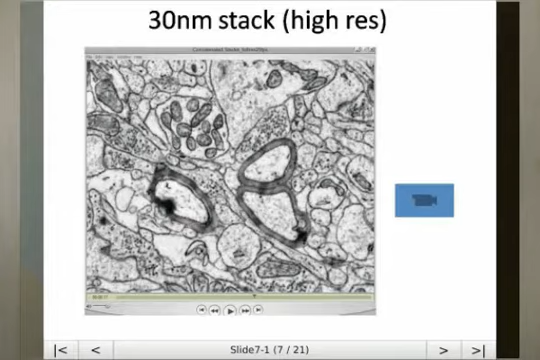 30nm stack (high res)
|< < Slide7-1 (7 / 21) > >|